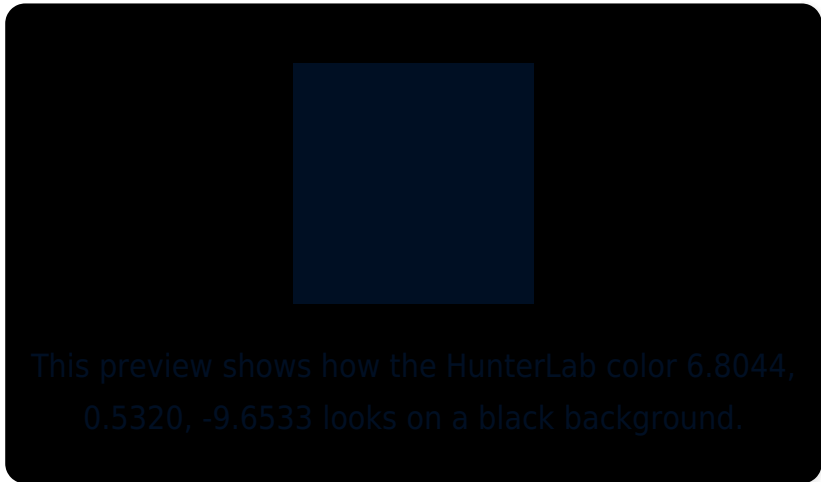 This preview shows how the HunterLab color 6.8044,
0.5320, -9.6533 looks on a black background.